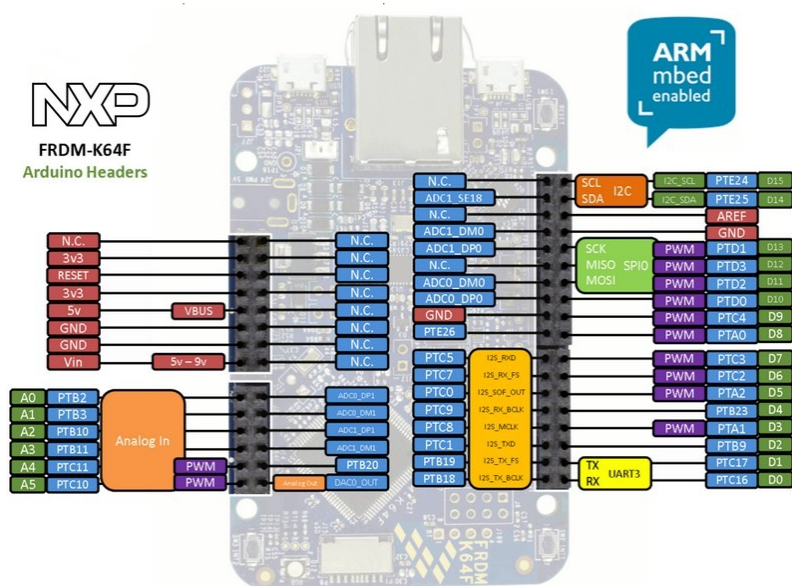 NXP
FRDM-K64F
Arduino Headers
ARM
mbed
enabled
N.C. SCL I2C I2C_SCL PTE24 D15
ADC1_SE18 SDA I2C_SDA PTE25 D14
N.C. AREF
ADC1_DM0 GND
ADC1_DP0 SCK SPI0 PWM PTD1 D13
N.C. MISO PWM PTD3 D12
ADC0_DM0 MOSI PWM PTD2 D11
ADC0_DP0 PWM PTD0 D10
GND PWM PTC4 D9
PTE26 PWM PTA0 D8
N.C. N.C.
3v3 N.C.
RESET N.C.
3v3 N.C.
5v VBUS N.C.
GND N.C.
GND N.C.
Vin 5v – 9v N.C.
PTC5 I2S_RXD PWM PTC3 D7
PTC7 I2S_RX_FS PWM PTC2 D6
PTC0 I2S_SOF_OUT PWM PTA2 D5
PTC9 I2S_RX_BCLK PTB23 D4
PTC8 I2S_MCLK PWM PTA1 D3
PTC1 I2S_TXD PTB9 D2
PTB19 I2S_TX_FS TX UART3 PTC17 D1
PTB18 I2S_TX_BCLK RX PTC16 D0
A0 PTB2 Analog In ADC0_DP1
A1 PTB3 ADC0_DM1
A2 PTB10 ADC1_DP1
A3 PTB11 ADC1_DM1
A4 PTC11 PWM PTB20
A5 PTC10 PWM Analog Out DAC0_OUT
K64F
FRDM
K64F